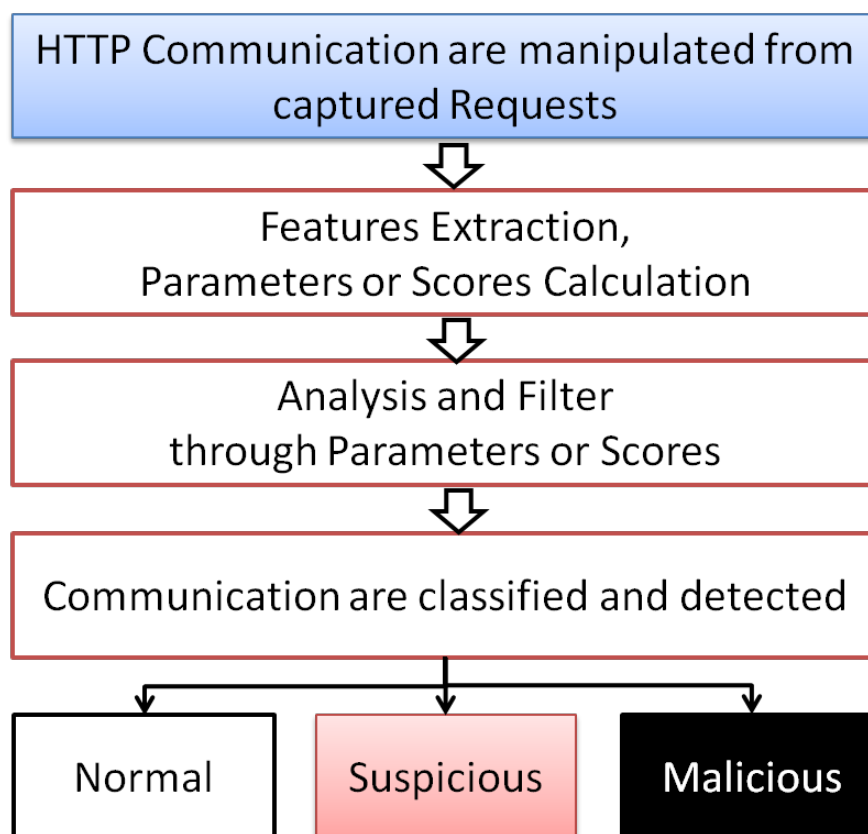 HTTP Communication are manipulated from
captured Requests
Features Extraction,
Parameters or Scores Calculation
Analysis and Filter
through Parameters or Scores
Communication are classified and detected
Normal
Suspicious
Malicious